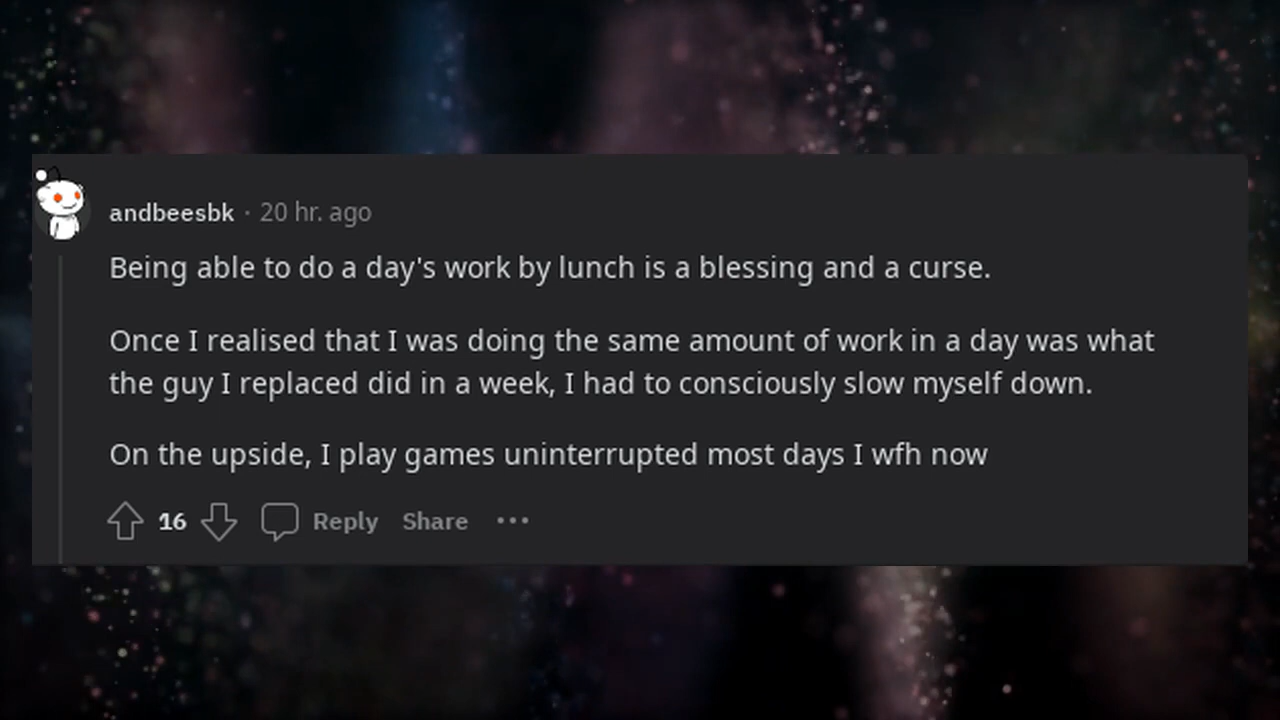 andbeesbk · 20 hr. ago
Being able to do a day's work by lunch is a blessing and a curse.
Once I realised that I was doing the same amount of work in a day was what
the guy I replaced did in a week, I had to consciously slow myself down.
On the upside, I play games uninterrupted most days I wfh now
16 Reply Share •••